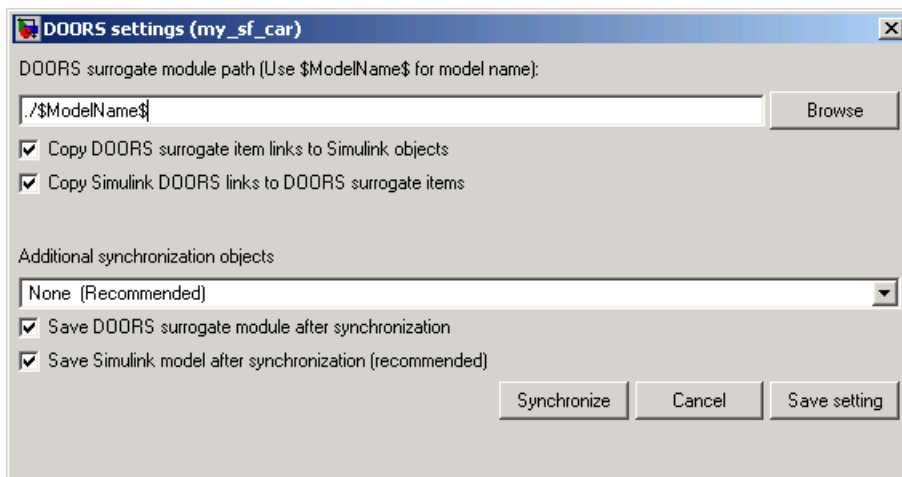 DOORS settings (my_sf_car)
DOORS surrogate module path (Use $ModelName$ for model name):
./$ModelName$
Browse
Copy DOORS surrogate item links to Simulink objects
Copy Simulink DOORS links to DOORS surrogate items
Additional synchronization objects
None (Recommended)
Save DOORS surrogate module after synchronization
Save Simulink model after synchronization (recommended)
Synchronize Cancel Save setting